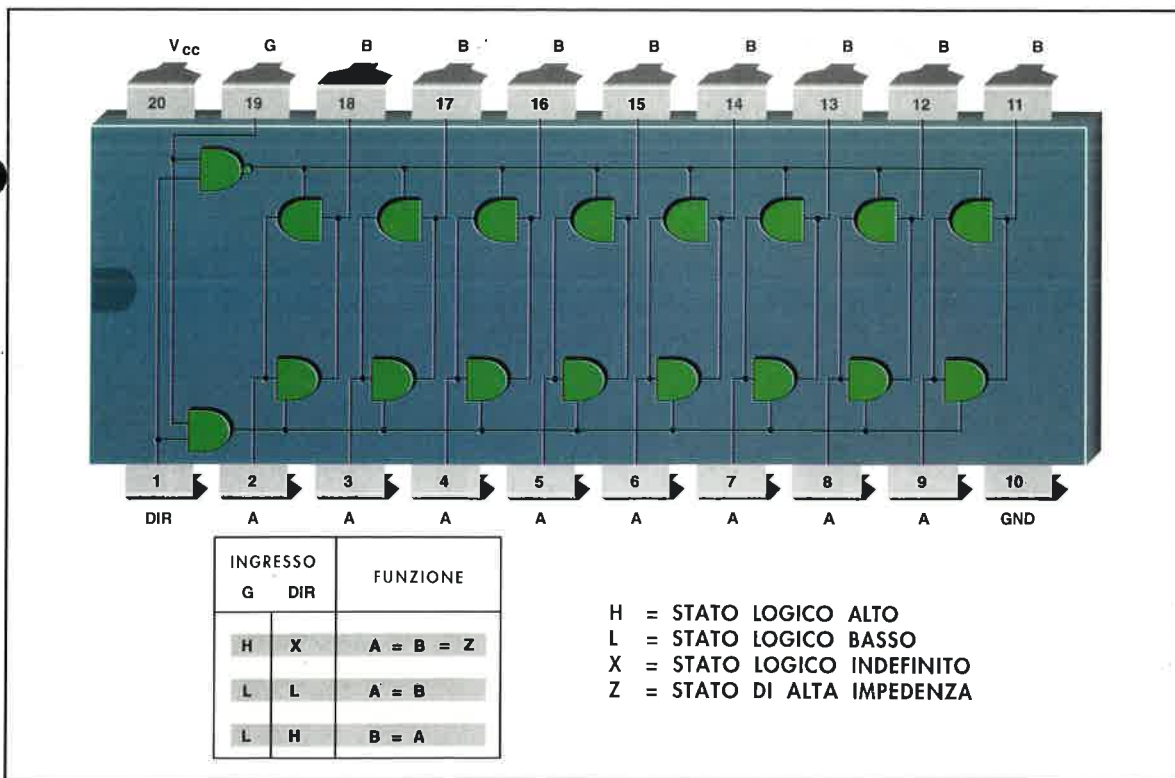 Vcc G B B B B B B B B
20 19 18 17 16 15 14 13 12 11
1 2 3 4 5 6 7 8 9 10
DIR A A A A A A A A GND
INGRESSO FUNZIONE
G DIR
H X A = B = Z
L L A = B
L H B = A
H = STATO LOGICO ALTO
L = STATO LOGICO BASSO
X = STATO LOGICO INDEFINITO
Z = STATO DI ALTA IMPEDENZA